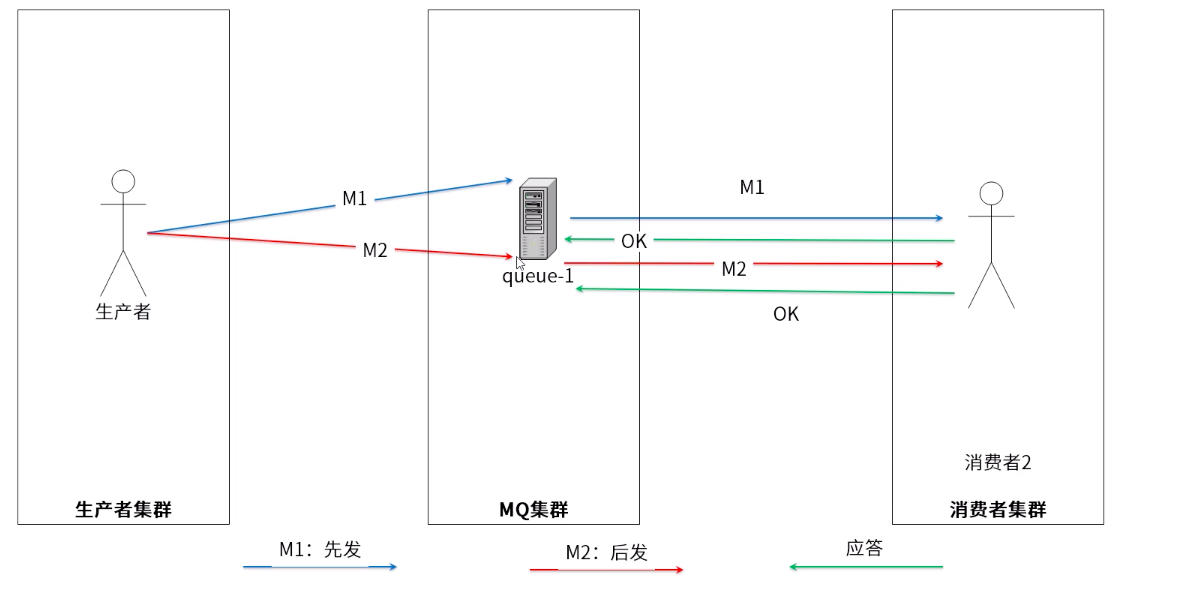 M1
M2
生产者
queue-1
M1
OK
M2
OK
消费者2
生产者集群
MQ集群
消费者集群
M1：先发
M2：后发
应答